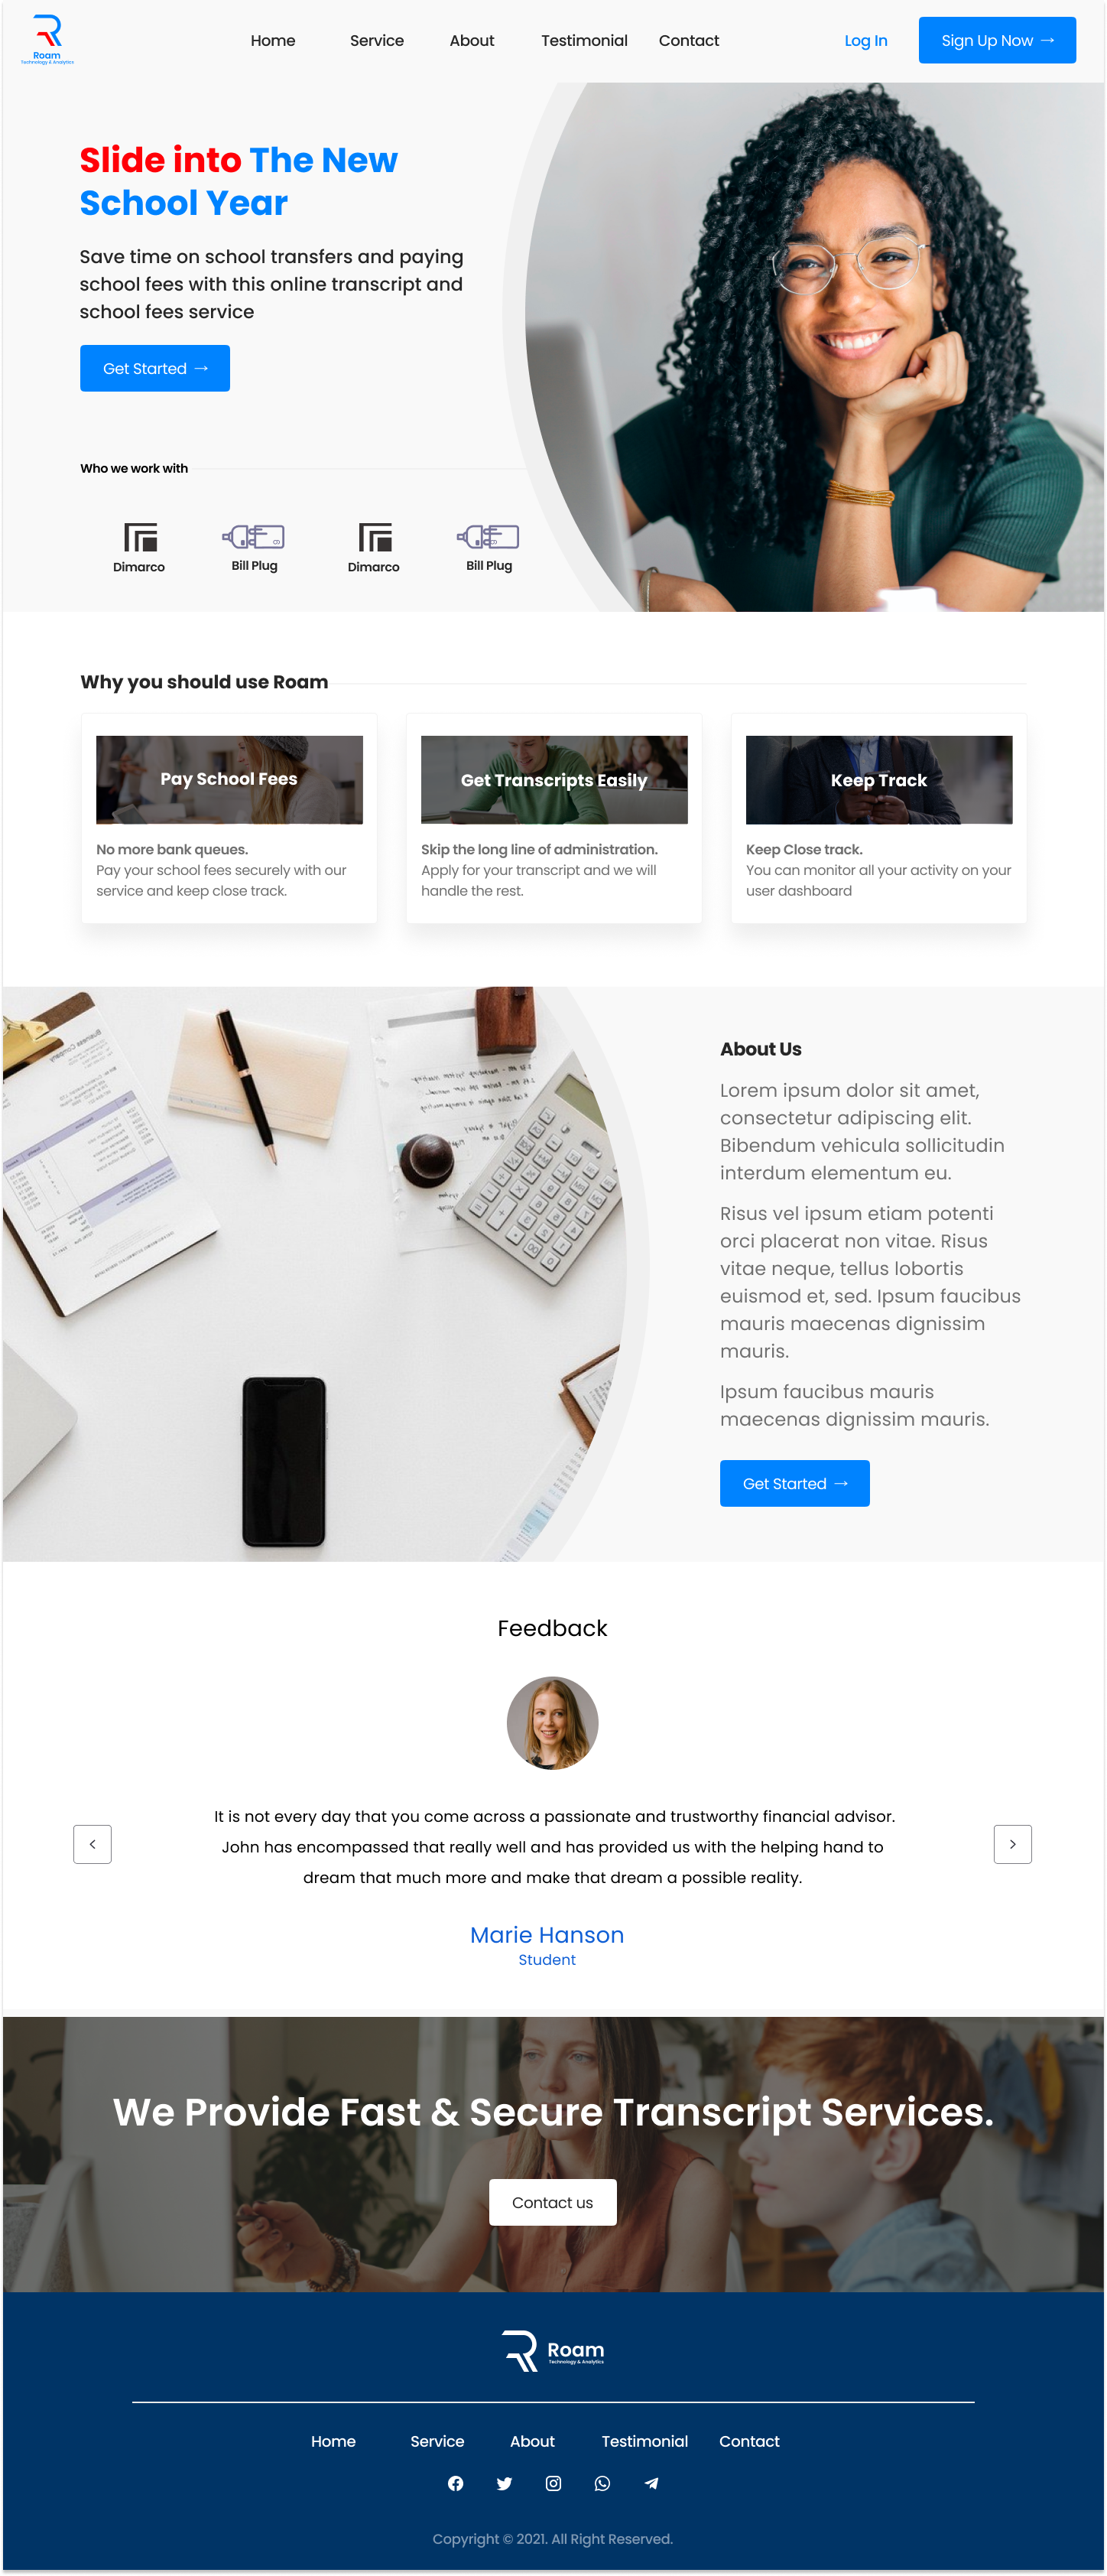 Roam
Technology & Analytics
Home Service About Testimonial Contact Log In Sign Up Now →
Slide into The New
School Year
Save time on school transfers and paying
school fees with this online transcript and
school fees service
Get Started →
Who we work with
Dimarco Bill Plug Dimarco Bill Plug
Why you should use Roam
Pay School Fees
No more bank queues.
Pay your school fees securely with our
service and keep close track.
Get Transcripts Easily
Skip the long line of administration.
Apply for your transcript and we will
handle the rest.
Keep Track
Keep Close track.
You can monitor all your activity on your
user dashboard
About Us
Lorem ipsum dolor sit amet,
consectetur adipiscing elit.
Bibendum vehicula sollicitudin
interdum elementum eu.
Risus vel ipsum etiam potenti
orci placerat non vitae. Risus
vitae neque, tellus lobortis
euismod et, sed. Ipsum faucibus
mauris maecenas dignissim
mauris.
Ipsum faucibus mauris
maecenas dignissim mauris.
Get Started →
Feedback
It is not every day that you come across a passionate and trustworthy financial advisor.
John has encompassed that really well and has provided us with the helping hand to
dream that much more and make that dream a possible reality.
Marie Hanson
Student
We Provide Fast & Secure Transcript Services.
Contact us
Roam
Technology & Analytics
Home Service About Testimonial Contact
Copyright © 2021. All Right Reserved.